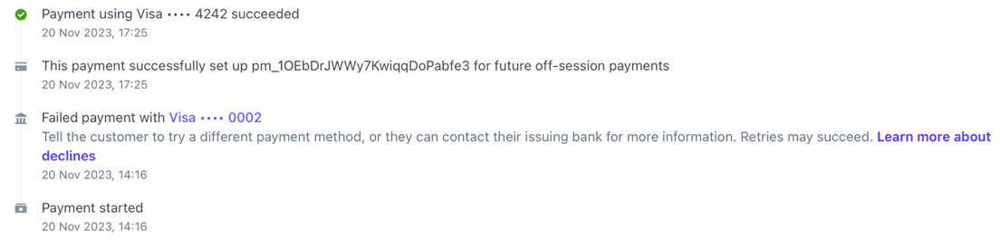 Payment using Visa •••• 4242 succeeded
20 Nov 2023, 17:25
This payment successfully set up pm_1OEbDrJWWy7KwiqqDoPabfe3 for future off-session payments
20 Nov 2023, 17:25
Failed payment with Visa •••• 0002
Tell the customer to try a different payment method, or they can contact their issuing bank for more information. Retries may succeed. Learn more about
declines
20 Nov 2023, 14:16
Payment started
20 Nov 2023, 14:16